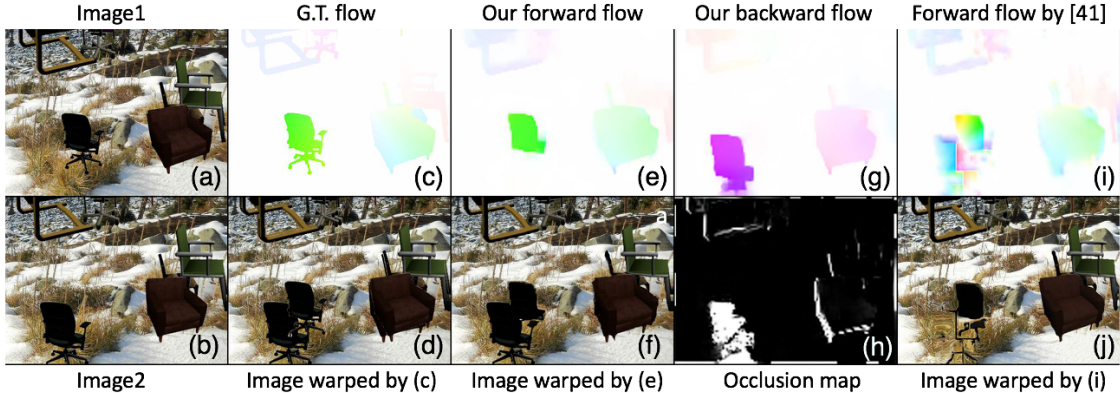 Image1 G.T. flow Our forward flow Our backward flow Forward flow by [41]
(a) (c) (e) (g) (i)
a
(b) (d) (f) (h) (j)
Image2 Image warped by (c) Image warped by (e) Occlusion map Image warped by (i)